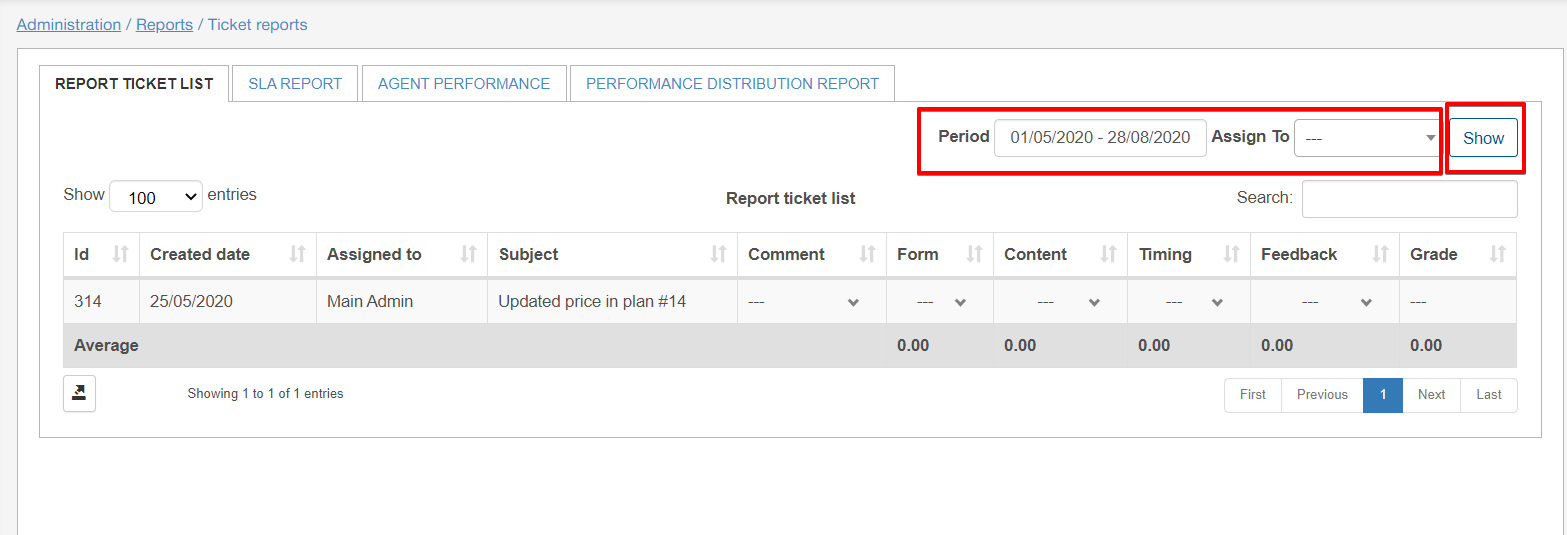 Administration / Reports / Ticket reports
REPORT TICKET LIST SLA REPORT AGENT PERFORMANCE PERFORMANCE DISTRIBUTION REPORT
Period 01/05/2020 - 28/08/2020 Assign To --- Show
Show 100 entries Report ticket list Search:
Id Created date Assigned to Subject Comment Form Content Timing Feedback Grade
314 25/05/2020 Main Admin Updated price in plan #14 --- --- --- --- --- ---
Average 0.00 0.00 0.00 0.00 0.00
Showing 1 to 1 of 1 entries First Previous 1 Next Last